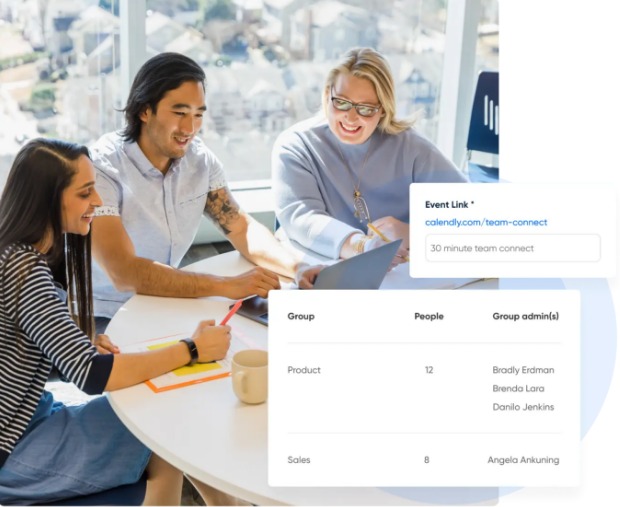 Event Link *
calendly.com/team-connect
30 minute team connect
Group People Group admin(s)
Product 12 Bradly Erdman
Brenda Lara
Danilo Jenkins
Sales 8 Angela Ankuning